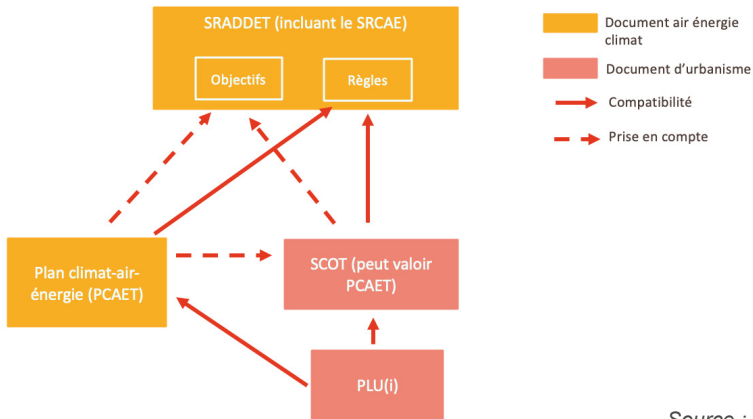 SRADDET (incluant le SRCAE)
Objectifs
Règles
Document air énergie
climat
Document d'urbanisme
Compatibilité
Prise en compte
Plan climat-air-
énergie (PCAET)
SCOT (peut valoir
PCAET)
PLU(i)
Source :